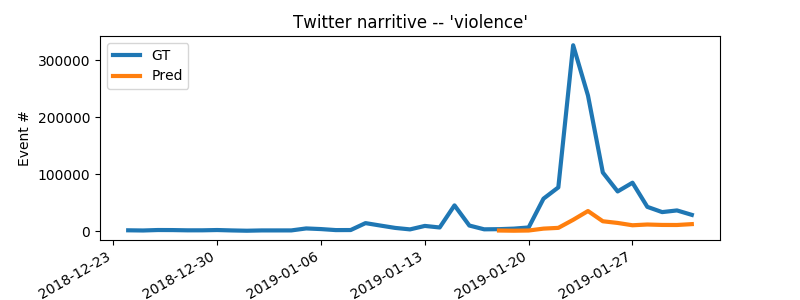 Twitter narritive -- 'violence'
GT
Pred
Event #
300000
200000
100000
0
2018-12-23
2018-12-30
2019-01-06
2019-01-13
2019-01-20
2019-01-27